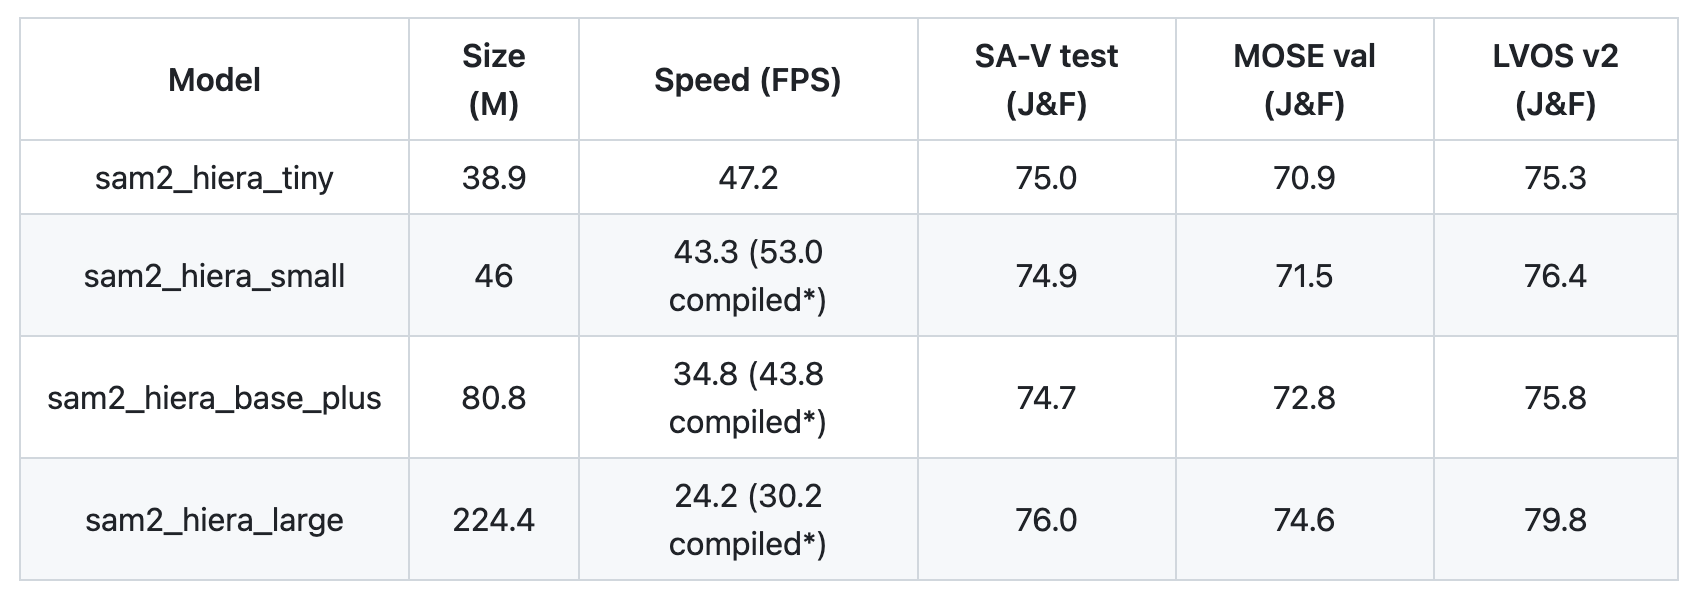 Model Size (M) Speed (FPS) SA-V test (J&F) MOSE val (J&F) LVOS v2 (J&F)
sam2_hiera_tiny 38.9 47.2 75.0 70.9 75.3
sam2_hiera_small 46 43.3 (53.0 compiled*) 74.9 71.5 76.4
sam2_hiera_base_plus 80.8 34.8 (43.8 compiled*) 74.7 72.8 75.8
sam2_hiera_large 224.4 24.2 (30.2 compiled*) 76.0 74.6 79.8